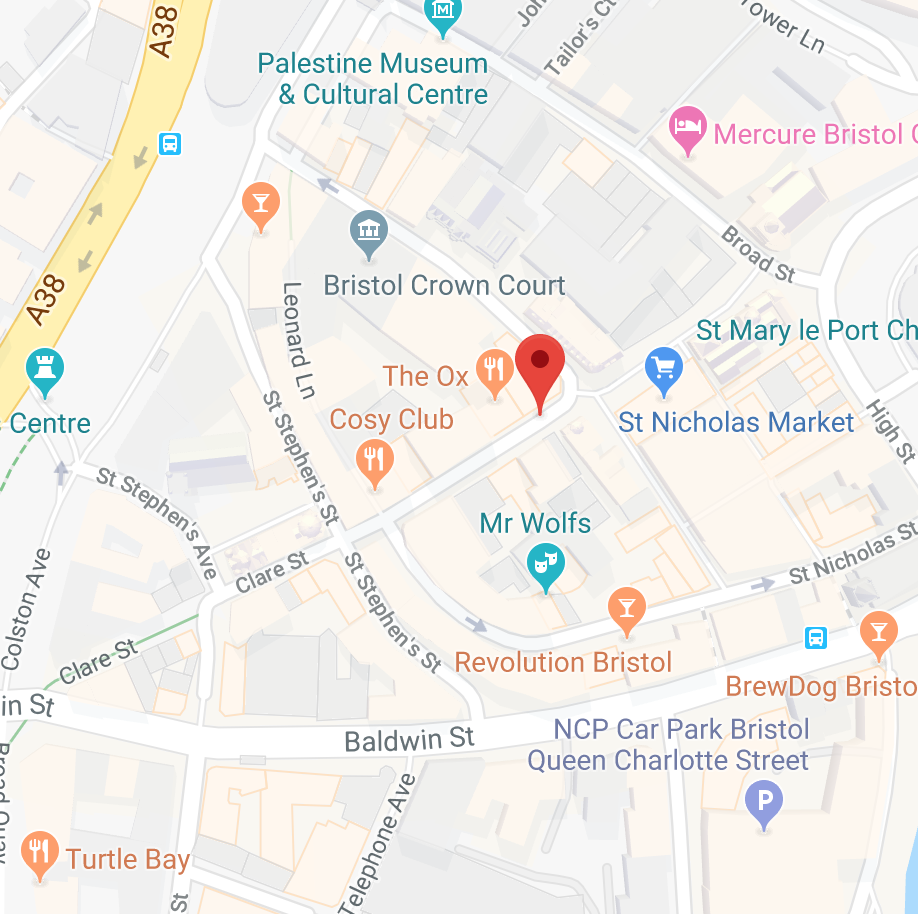 A38
John
Tailor's Ct
Tower Ln
Palestine Museum
& Cultural Centre
Mercure Bristol G
Broad St
Bristol Crown Court
A38
Leonard Ln
St Mary le Port Ch
The Ox
Cosy Club
St Nicholas Market
Centre
High St
St Stephen's St
St Stephen's Ave
Mr Wolfs
Clare St
St Nicholas St
Colston Ave
St Stephen's St
Clare St
Revolution Bristol
BrewDog Bristo
in St
Baldwin St
NCP Car Park Bristol
Queen Charlotte Street
P
Broad Quay
Telephone Ave
Turtle Bay
St